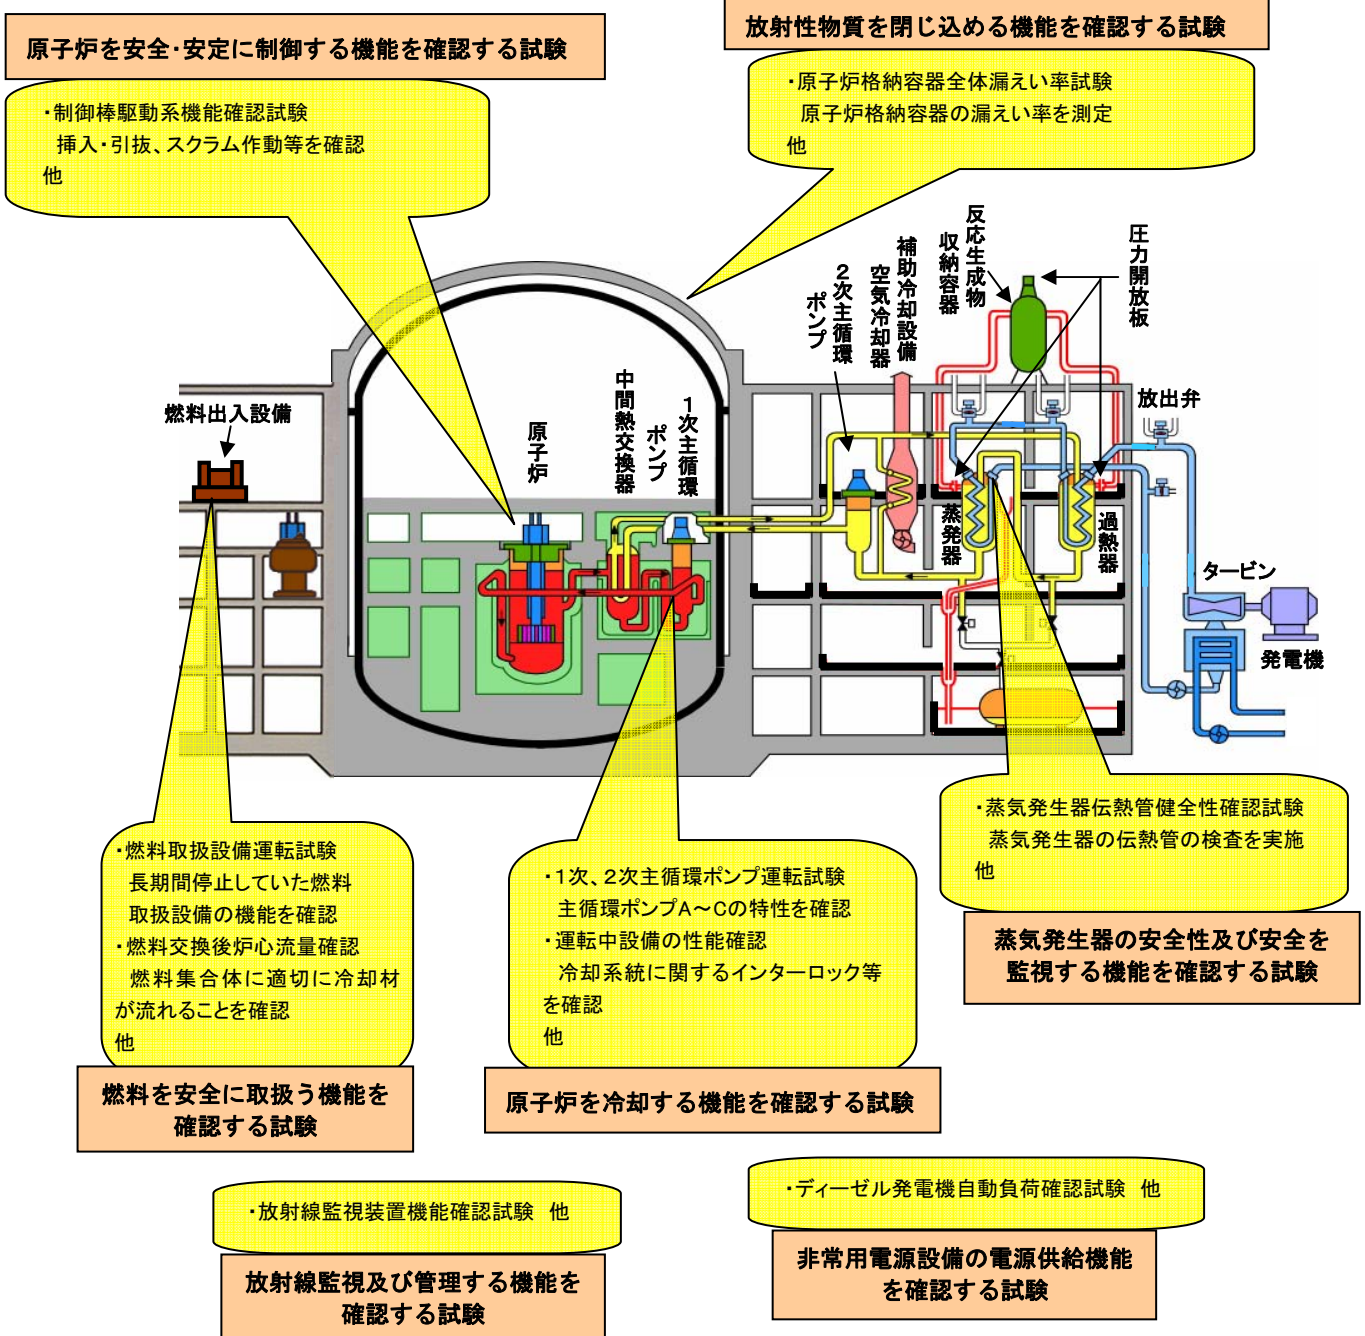 原子炉を安全･安定に制御する機能を確認する試験
・制御棒駆動系機能確認試験
挿入・引抜、スクラム作動等を確認
他
放射性物質を閉じ込める機能を確認する試験
・原子炉格納容器全体漏えい率試験
原子炉格納容器の漏えい率を測定
他
燃料出入設備
原子炉
中間熱交換器
1次主循環
ポンプ
2次主循環
ポンプ
補助冷却設備
空気冷却器
反応生成物
収納容器
圧力開放板
放出弁
蒸発器
過熱器
タービン
発電機
・燃料取扱設備運転試験
長期間停止していた燃料
取扱設備の機能を確認
・燃料交換後炉心流量確認
燃料集合体に適切に冷却材
が流れることを確認
他
燃料を安全に取扱う機能を
確認する試験
・1次、2次主循環ポンプ運転試験
主循環ポンプA～Cの特性を確認
・運転中設備の性能確認
冷却系統に関するインターロック等
を確認
他
原子炉を冷却する機能を確認する試験
・蒸気発生器伝熱管健全性確認試験
蒸気発生器の伝熱管の検査を実施
他
蒸気発生器の安全性及び安全を
監視する機能を確認する試験
・放射線監視装置機能確認試験 他
放射線監視及び管理する機能を
確認する試験
・ディーゼル発電機自動負荷確認試験 他
非常用電源設備の電源供給機能
を確認する試験